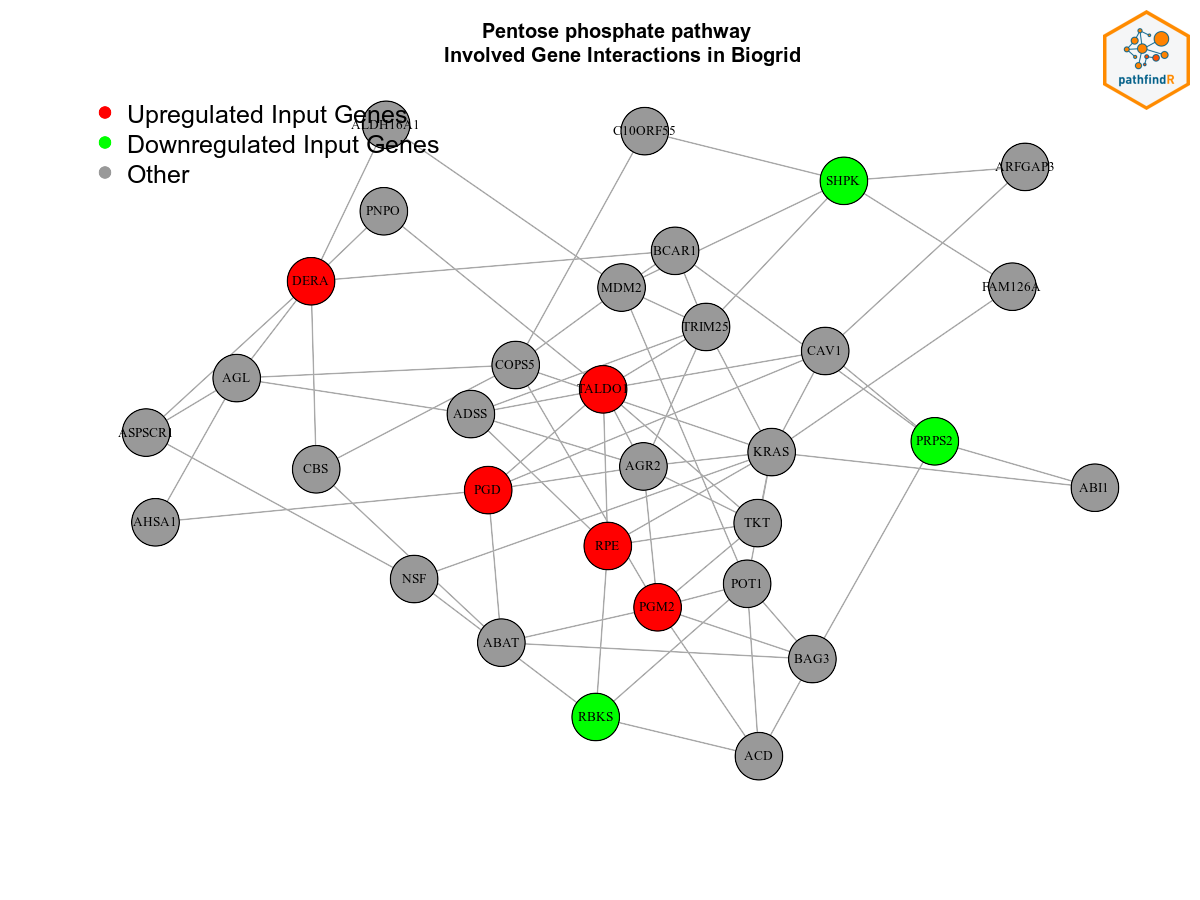 Pentose phosphate pathway
Involved Gene Interactions in Biogrid
pathfindR
Upregulated Input Genes
Downregulated Input Genes
Other
ALDH16A1
C10ORF55
ARFGAP3
SHPK
PNPO
BCAR1
DERA
MDM2
FAM126A
TRIM25
CAV1
COPS5
AGL
TALDO1
ADSS
ASPSCR1
PRPS2
KRAS
CBS
AGR2
PGD
ABI1
AHSA1
TKT
RPE
NSF
POT1
PGM2
ABAT
BAG3
RBKS
ACD